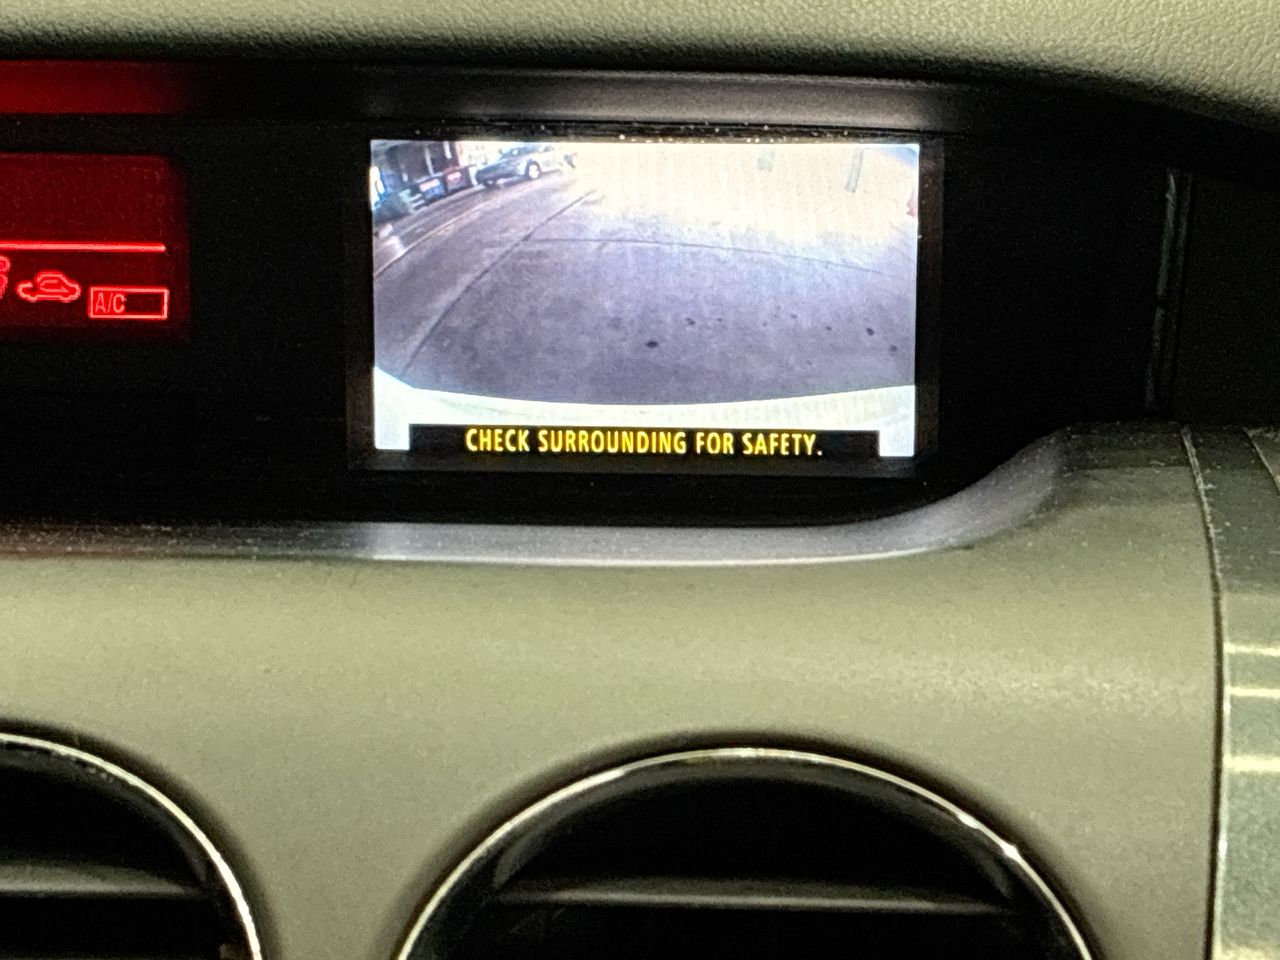 A/C
CHECK SURROUNDING FOR SAFETY.